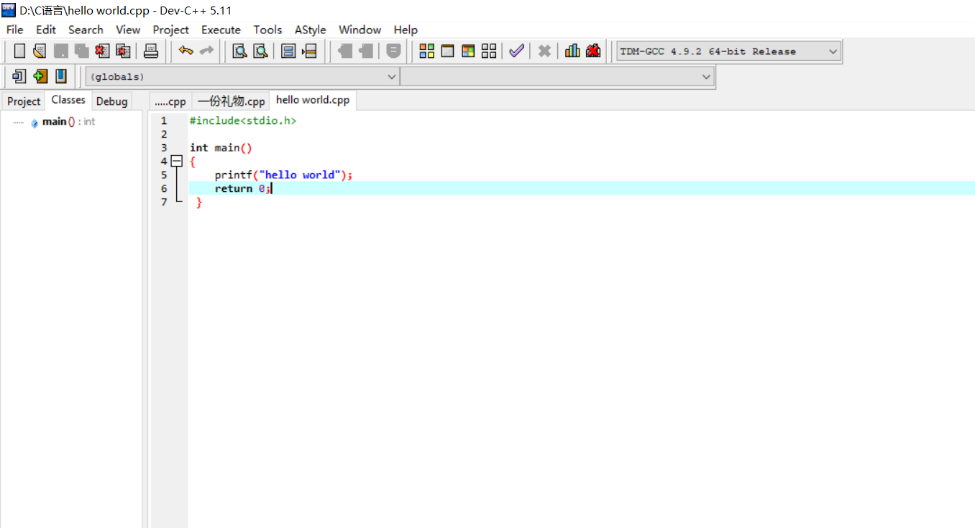 D:\C语言\hello world.cpp - Dev-C++ 5.11
File Edit Search View Project Execute Tools AStyle Window Help
TDM-GCC 4.9.2 64-bit Release
(globals)
Project Classes Debug .....cpp 一份礼物.cpp hello world.cpp
main () : int
1 #include<stdio.h>
2
3 int main()
4 {
5 printf("hello world");
6 return 0;
7 }